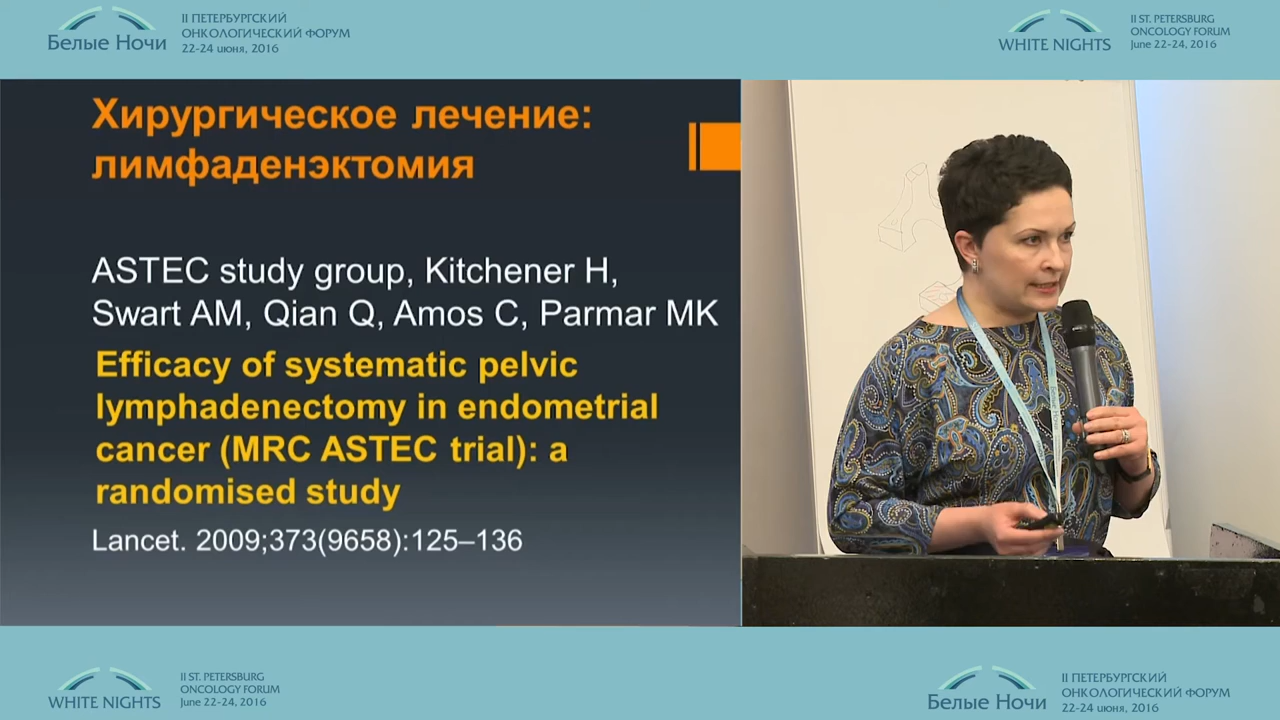 Белые Ночи
II ПЕТЕРБУРГСКИЙ
ОНКОЛОГИЧЕСКИЙ ФОРУМ
22-24 июня, 2016
WHITE NIGHTS
II ST. PETERSBURG
ONCOLOGY FORUM
June 22-24, 2016
Хирургическое лечение:
лимфаденэктомия
ASTEC study group, Kitchener H,
Swart AM, Qian Q, Amos C, Parmar MK
Efficacy of systematic pelvic
lymphadenectomy in endometrial
cancer (MRC ASTEC trial): a
randomised study
Lancet. 2009;373(9658):125–136
WHITE NIGHTS
II ST. PETERSBURG
ONCOLOGY FORUM
June 22-24, 2016
Белые Ночи
II ПЕТЕРБУРГСКИЙ
ОНКОЛОГИЧЕСКИЙ ФОРУМ
22-24 июня, 2016